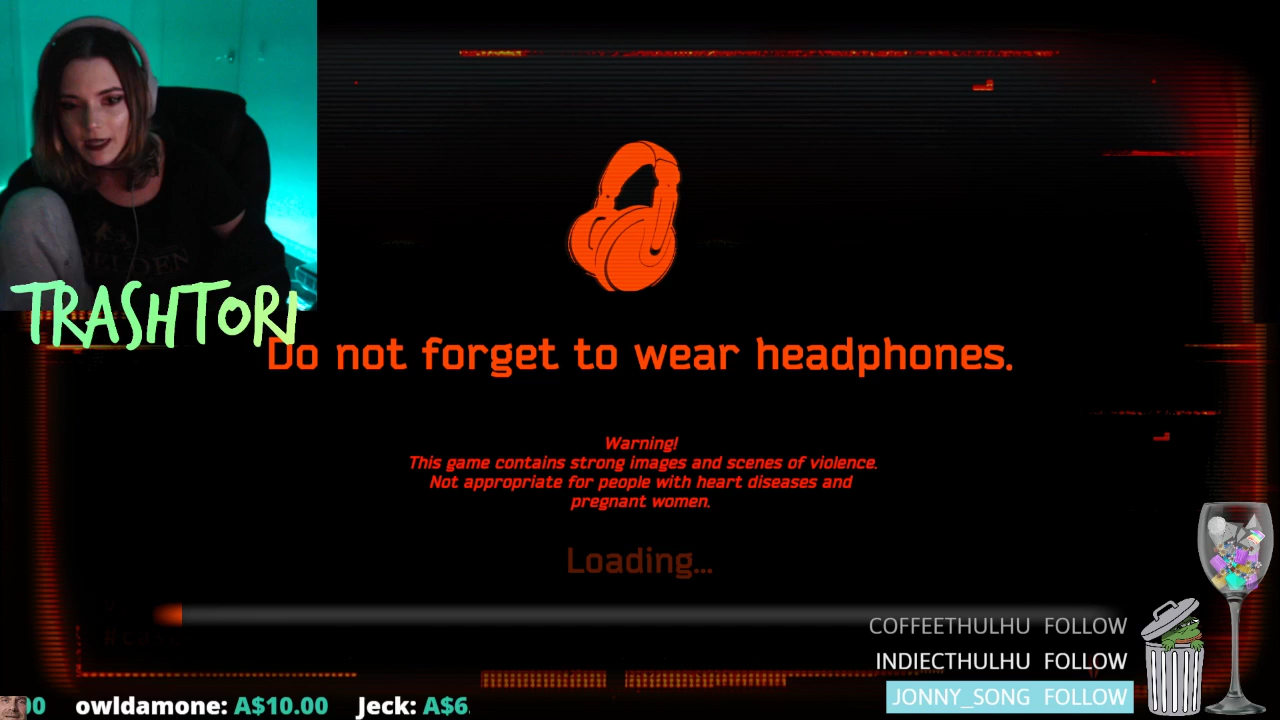 TRASHTORI
Do not forget to wear headphones.
Warning!
This game contains strong images and scenes of violence.
Not appropriate for people with heart diseases and
pregnant women.
Loading...
COFFEETHULHU FOLLOW
INDIECTHULHU FOLLOW
JONNY_SONG FOLLOW
00 owldamone: A$10.00 Jeck: A$6